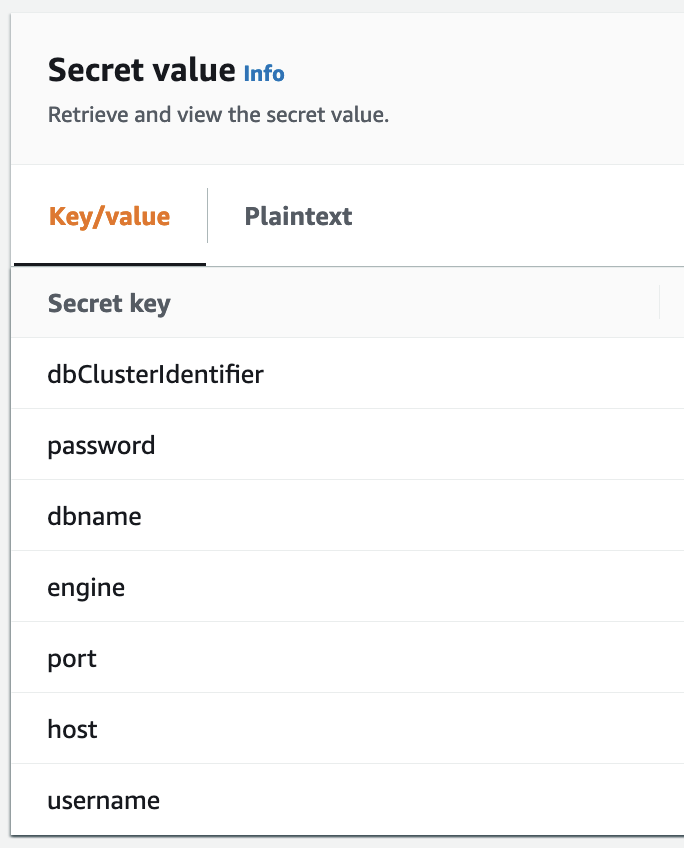 Secret value Info
Retrieve and view the secret value.
Key/value Plaintext
Secret key
dbClusterIdentifier
password
dbname
engine
port
host
username